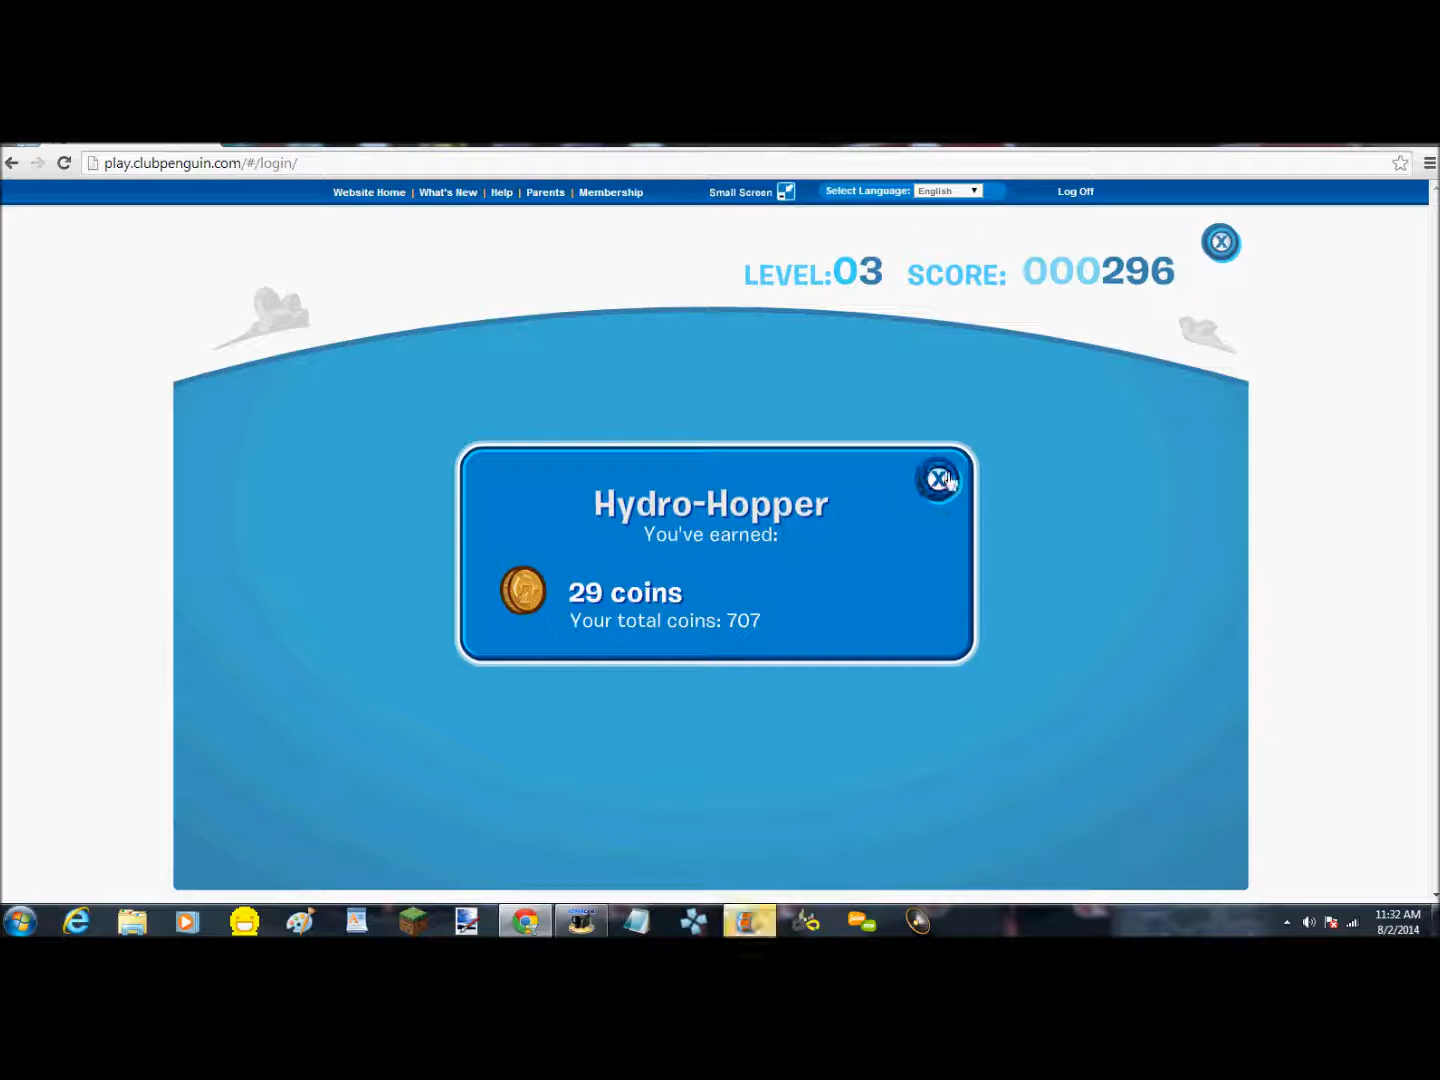 play.clubpenguin.com/#/login/
Website Home | What's New | Help | Parents | Membership
Small Screen
Select Language: English
Log Off
LEVEL:03 SCORE: 000296
X
X
Hydro-Hopper
You've earned:
29 coins
Your total coins: 707
11:32 AM
8/2/2014